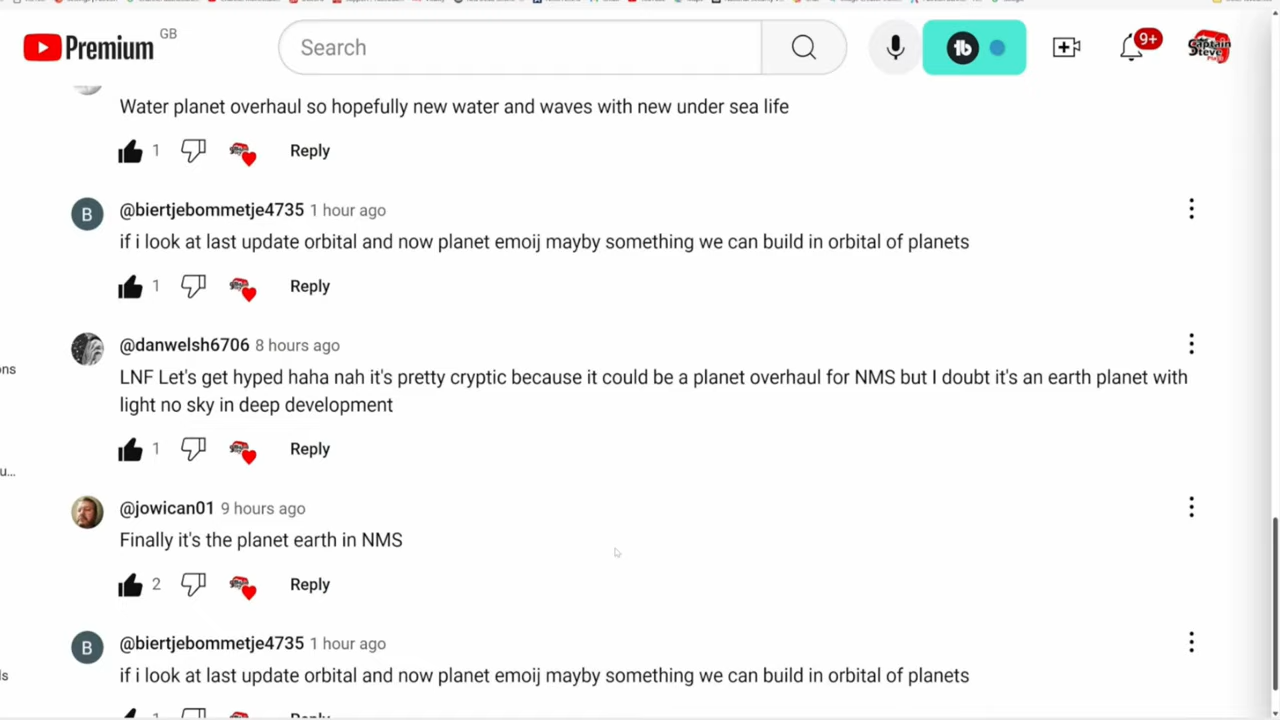 Premium
GB
Search
9+
Captain
Steve
Water planet overhaul so hopefully new water and waves with new under sea life
1
Reply
@biertjebommetje4735 1 hour ago
if i look at last update orbital and now planet emoij mayby something we can build in orbital of planets
1
Reply
@danwelsh6706 8 hours ago
LNF Let's get hyped haha nah it's pretty cryptic because it could be a planet overhaul for NMS but I doubt it's an earth planet with
light no sky in deep development
1
Reply
@jowican01 9 hours ago
Finally it's the planet earth in NMS
2
Reply
B
@biertjebommetje4735 1 hour ago
if i look at last update orbital and now planet emoij mayby something we can build in orbital of planets
1
Reply